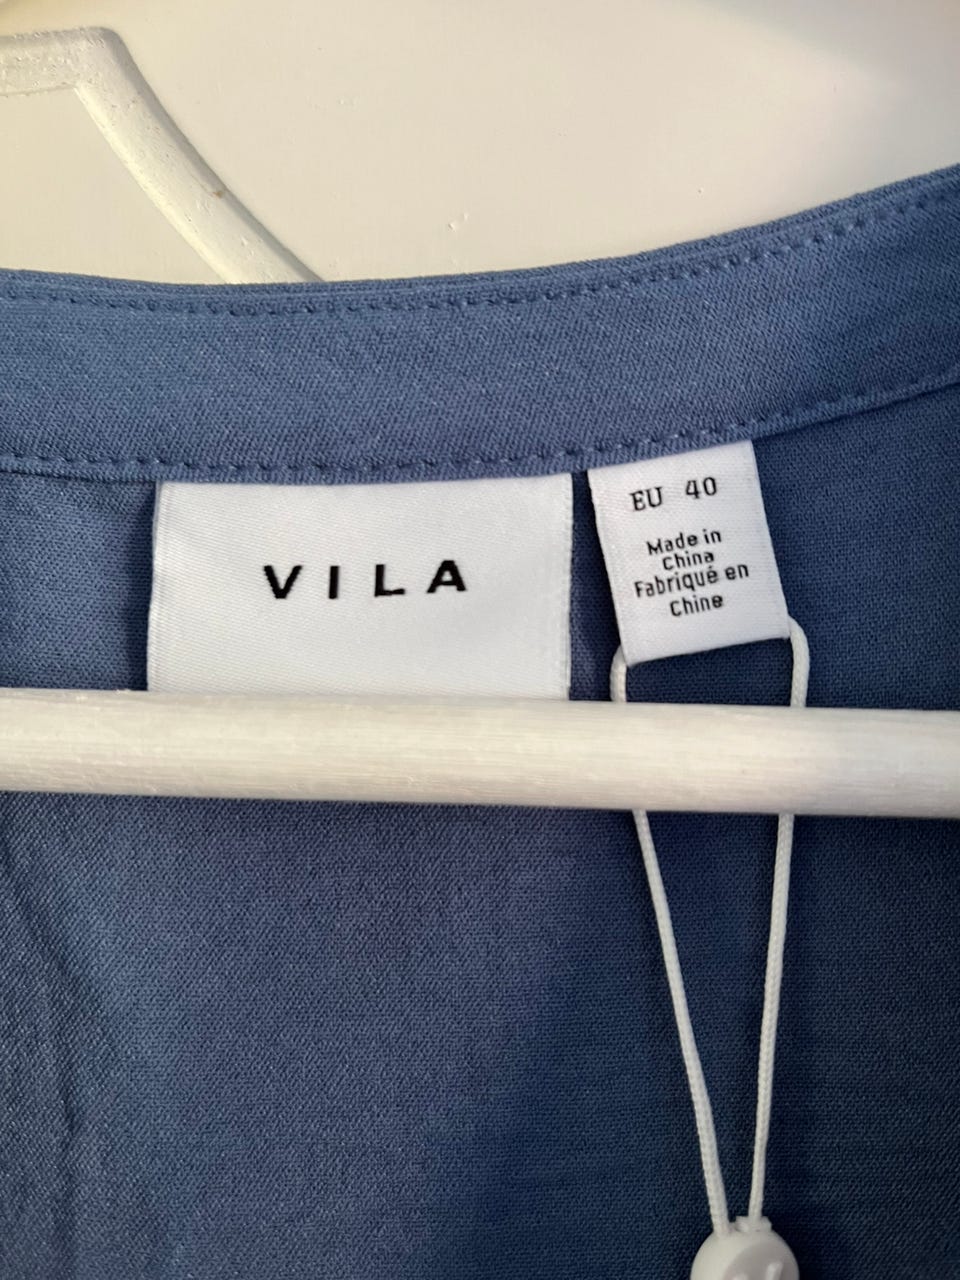 VILA
EU 40
Made in
China
Fabriqué en
Chine